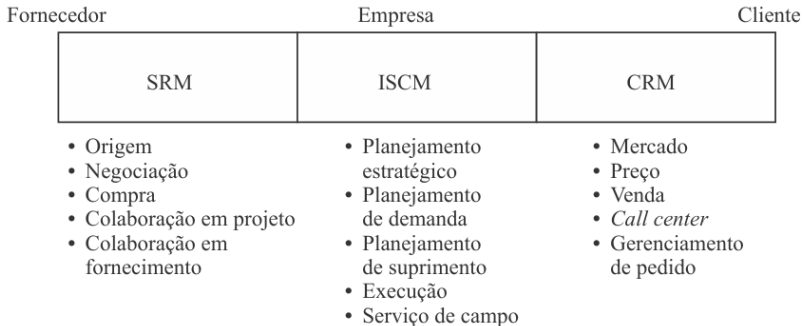 Fornecedor Empresa Cliente
SRM ISCM CRM
• Origem
• Negociação
• Compra
• Colaboração em projeto
• Colaboração em
fornecimento
• Planejamento
estratégico
• Planejamento
de demanda
• Planejamento
de suprimento
• Execução
• Serviço de campo
• Mercado
• Preço
• Venda
• Call center
• Gerenciamento
de pedido